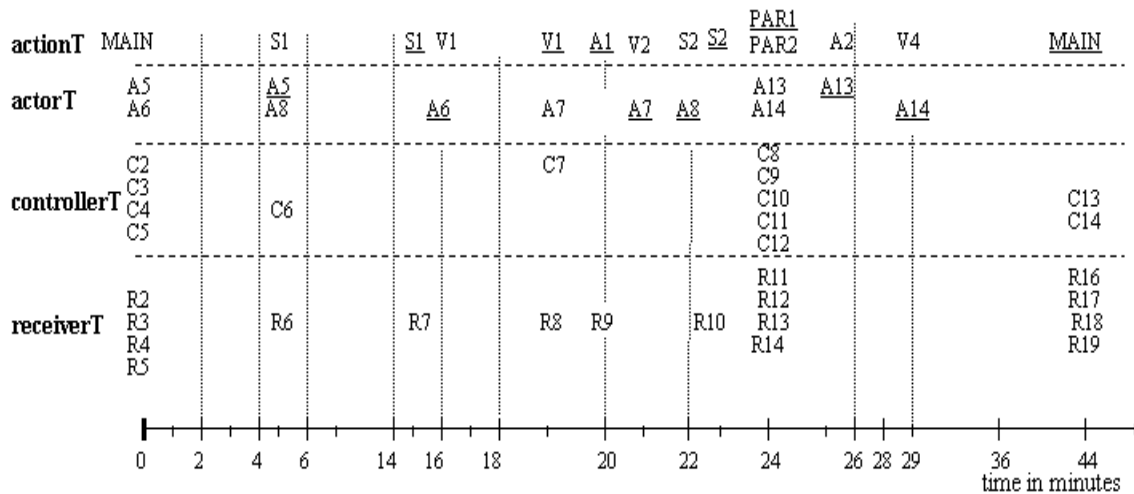 PAR1
actionT MAIN S1 S1 V1 V1 A1 V2 S2 S2 PAR2 A2 V4 MAIN
A5 A5 A13 A13
actorT
A6 A8 A6 A7 A7 A8 A14 A14
C8
C2 C7
C9
C3
controllerT C4 C6 C10 C13
C5 C11 C14
C12
R11 R16
R2 R12 R17
receiverT R3 R6 R7 R8 R9 R10 R13 R18
R4 R14 R19
R5
0 2 4 6 14 16 18 20 22 24 26 28 29 36 44
time in minutes